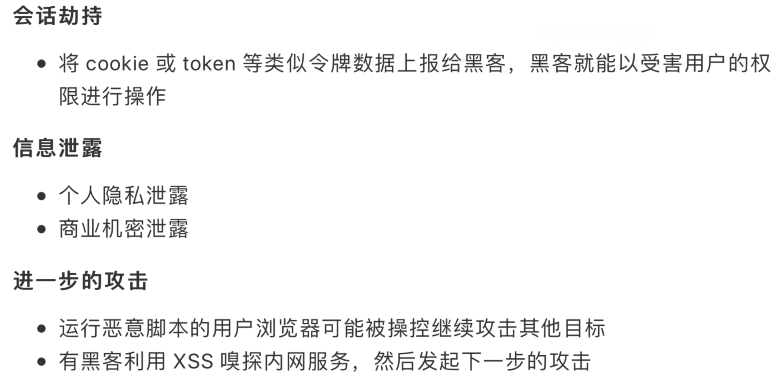 会话劫持
• 将 cookie 或 token 等类似令牌数据上报给黑客，黑客就能以受害用户的权
限进行操作
信息泄露
• 个人隐私泄露
• 商业机密泄露
进一步的攻击
• 运行恶意脚本的用户浏览器可能被操控继续攻击其他目标
• 有黑客利用 XSS 嗅探内网服务，然后发起下一步的攻击